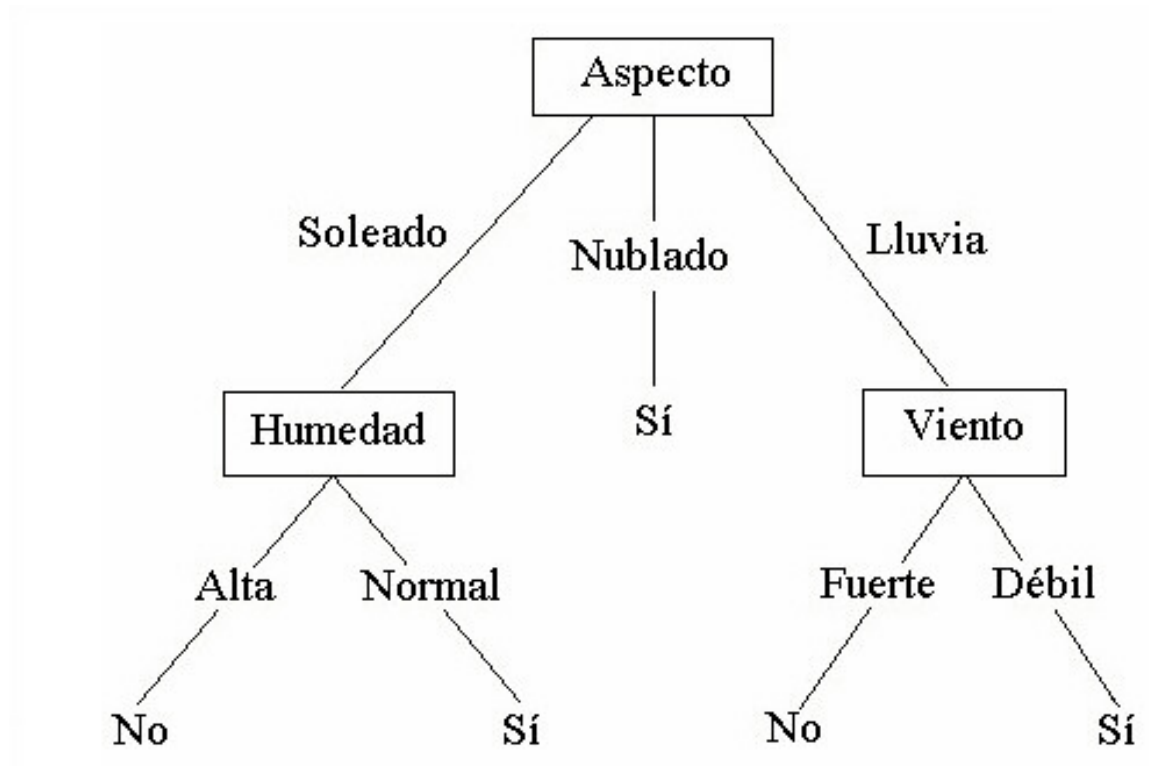 Aspecto
Soleado
Nublado
Lluvia
Humedad
Sí
Viento
Alta
Normal
Fuerte
Débil
No
Sí
No
Sí